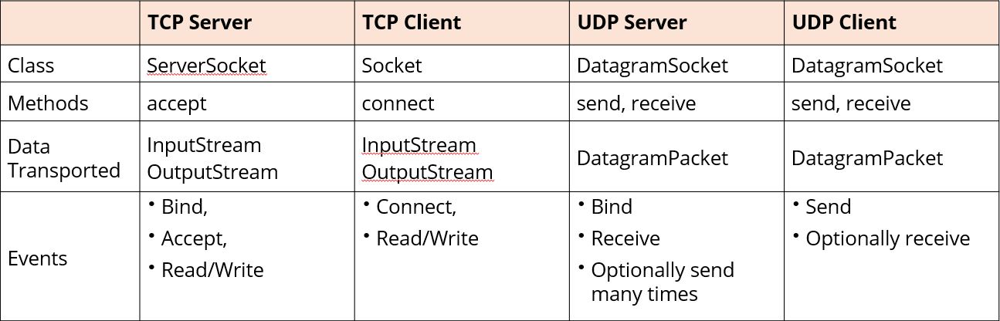 TCP Server TCP Client UDP Server UDP Client
Class ServerSocket Socket DatagramSocket DatagramSocket
Methods accept connect send, receive send, receive
Data Transported
InputStream
OutputStream
InputStream
OutputStream
DatagramPacket
DatagramPacket
Events
• Bind,
• Accept,
• Read/Write
• Connect,
• Read/Write
• Bind
• Receive
• Optionally send
many times
• Send
• Optionally receive